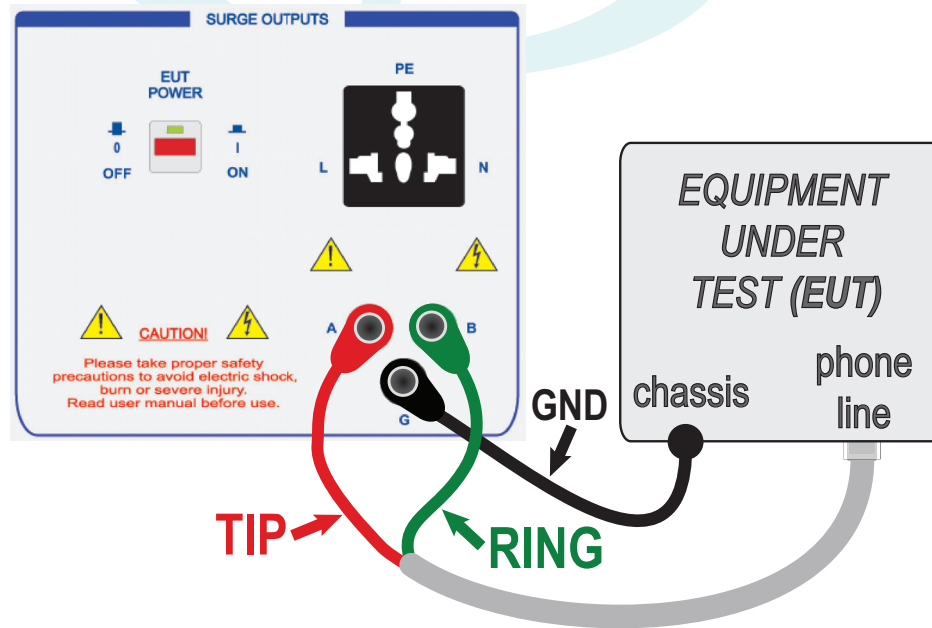 SURGE OUTPUTS
EUT
POWER
0
OFF
I
ON
PE
L
N
CAUTION!
Please take proper safety
precautions to avoid electric shock,
burn or severe injury.
Read user manual before use.
A
B
G
EQUIPMENT
UNDER
TEST (EUT)
chassis
phone
line
GND
TIP
RING